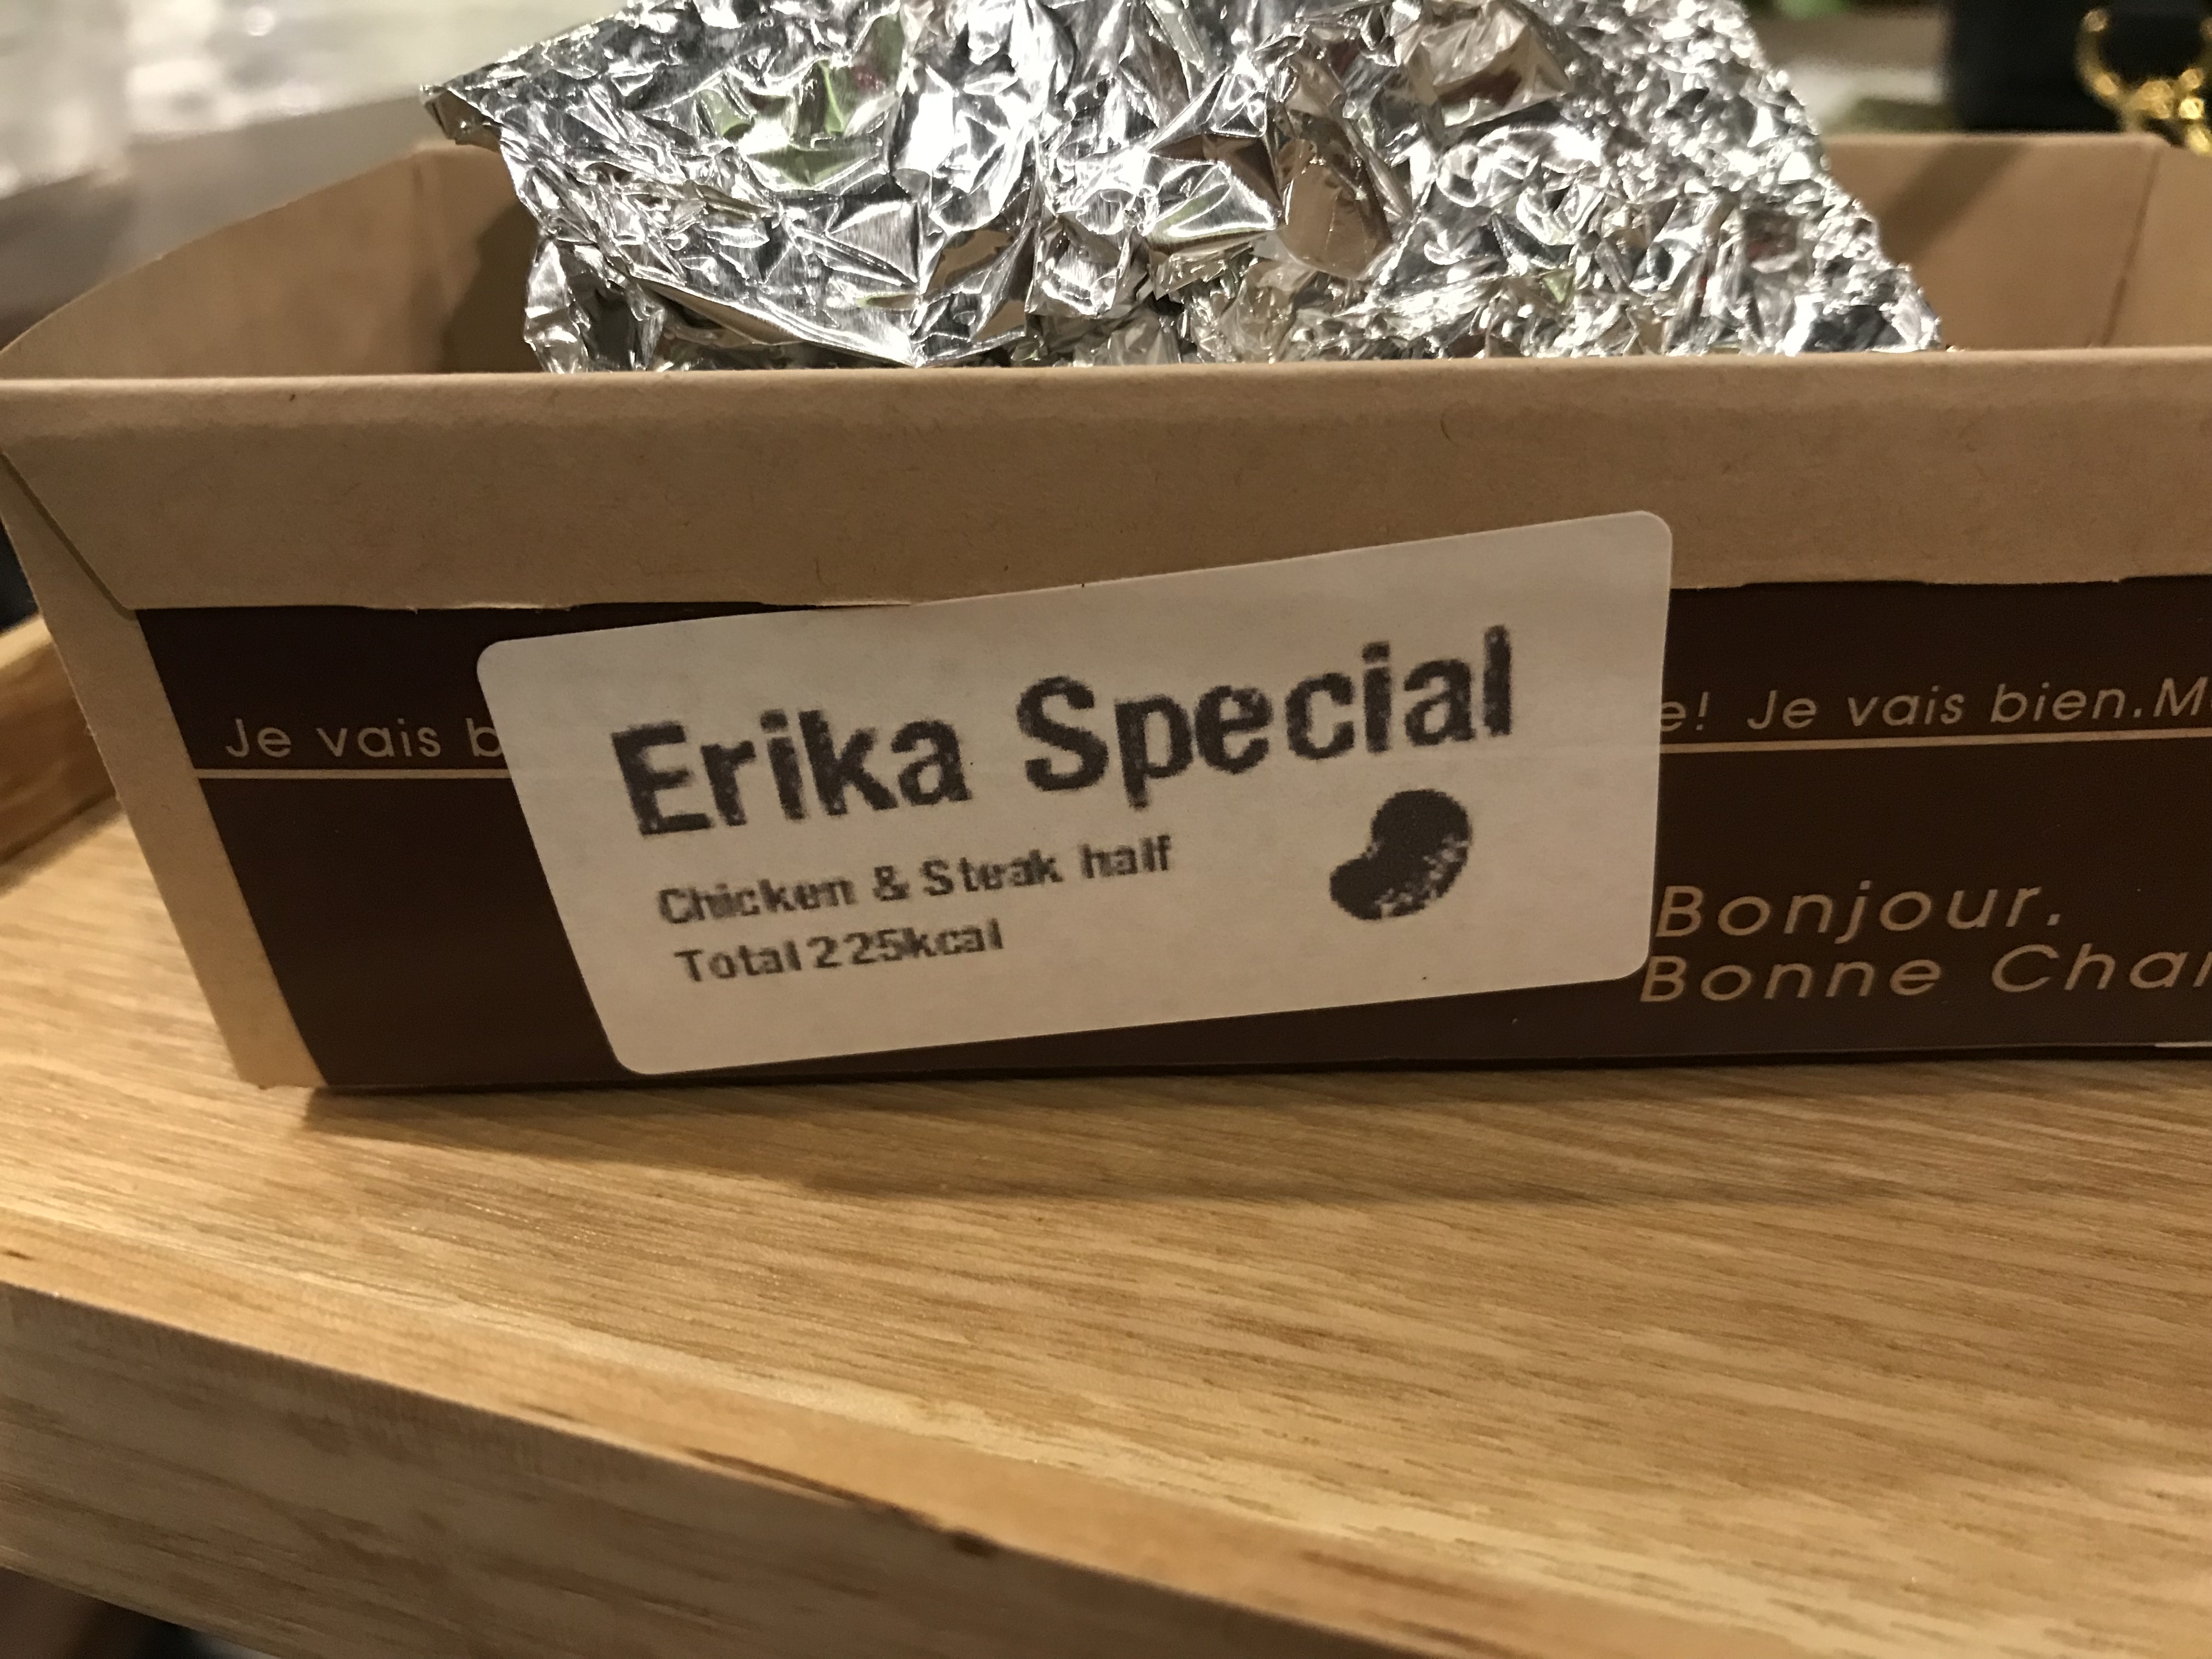 Je vais b
e! Je vais bien.M
Erika Special
Chicken & Steak half
Total 225kcal
Bonjour.
Bonne Cha